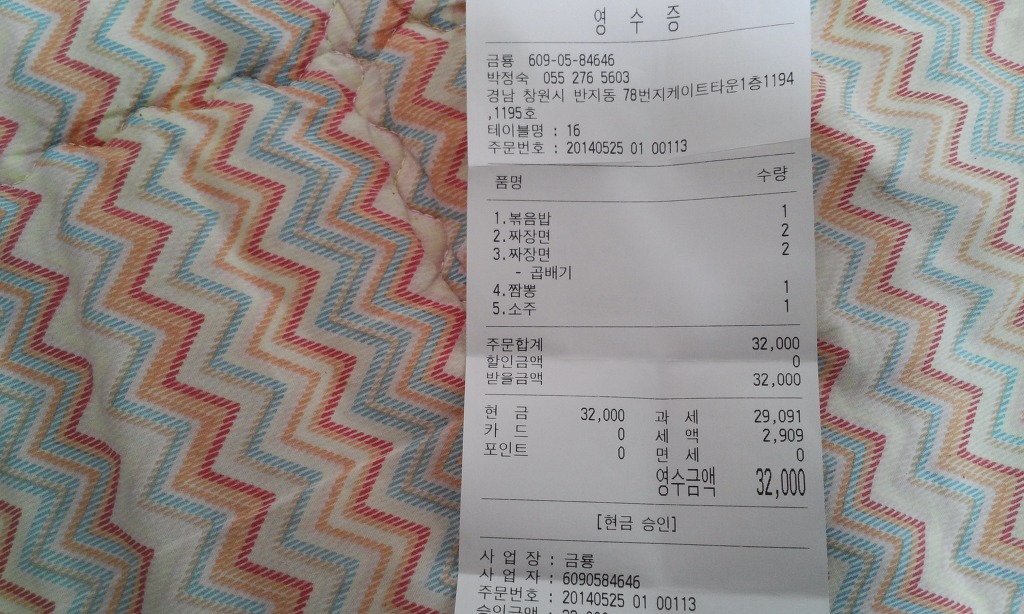 영 수 증
금룡 609-05-84646
박정숙 055 276 5603
경남 창원시 반지동 78번지케이트타운1층1194
,1195호
테이블명 : 16
주문번호 : 20140525 01 00113
품명 수량
1.볶음밥 1
2.짜장면 2
3.짜장면 2
- 곱배기
4.짬뽕 1
5.소주 1
주문합계 32,000
할인금액 0
받을금액 32,000
현 금 32,000 과 세 29,091
카 드 0 세 액 2,909
포인트 0 면 세 0
영수금액 32,000
[현금 승인]
사 업 장 : 금룡
사 업 자 : 6090584646
주문번호 : 20140525 01 00113
승인금액 :